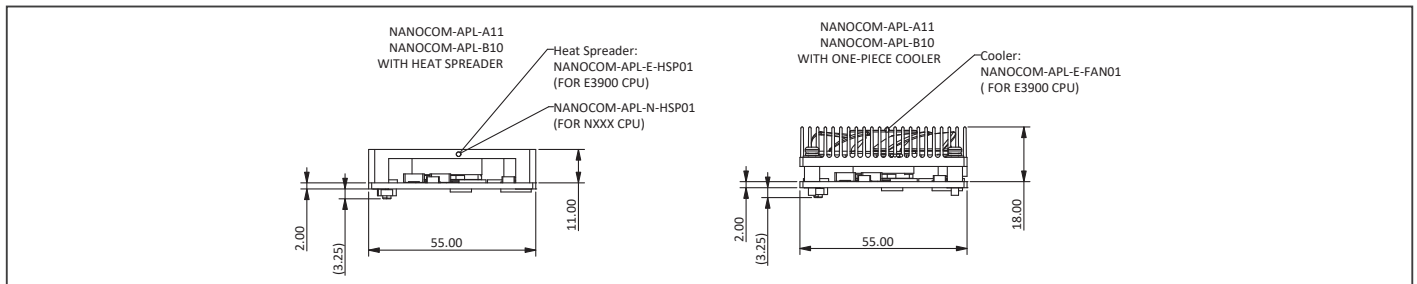 NANOCOM-APL-A11
NANOCOM-APL-B10
WITH HEAT SPREADER
Heat Spreader:
NANOCOM-APL-E-HSP01
(FOR E3900 CPU)
NANOCOM-APL-N-HSP01
(FOR NXXX CPU)
2.00
(3.25)
55.00
11.00
NANOCOM-APL-A11
NANOCOM-APL-B10
WITH ONE-PIECE COOLER
Cooler:
NANOCOM-APL-E-FAN01
( FOR E3900 CPU)
2.00
(3.25)
55.00
18.00